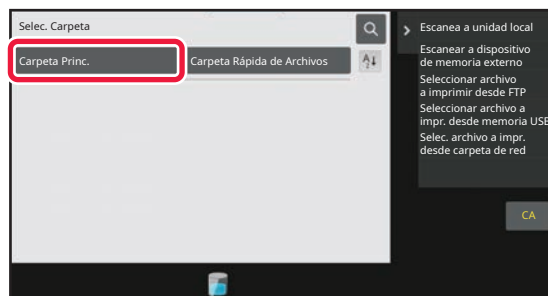 Selec. Carpeta
Carpeta Princ.
Carpeta Rápida de Archivos
Escanea a unidad local
Escanear a dispositivo
de memoria externo
Seleccionar archivo
a imprimir desde FTP
Seleccionar archivo a
impr. desde memoria USB
Selec. archivo a impr.
desde carpeta de red
CA